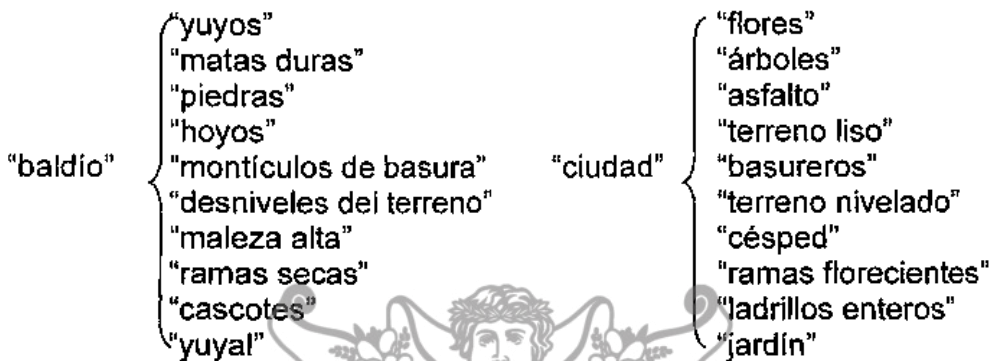 “yuyos”
“matas duras”
“piedras”
“hoyos”
“baldío” “montículos de basura”
“desniveles del terreno”
“maleza alta”
“ramas secas”
“cascotes”
“yuyal”
“flores”
“árboles”
“asfalto”
“terreno liso”
“ciudad” “basureros”
“terreno nivelado”
“césped”
“ramas florecientes”
“ladrillos enteros”
“jardín”